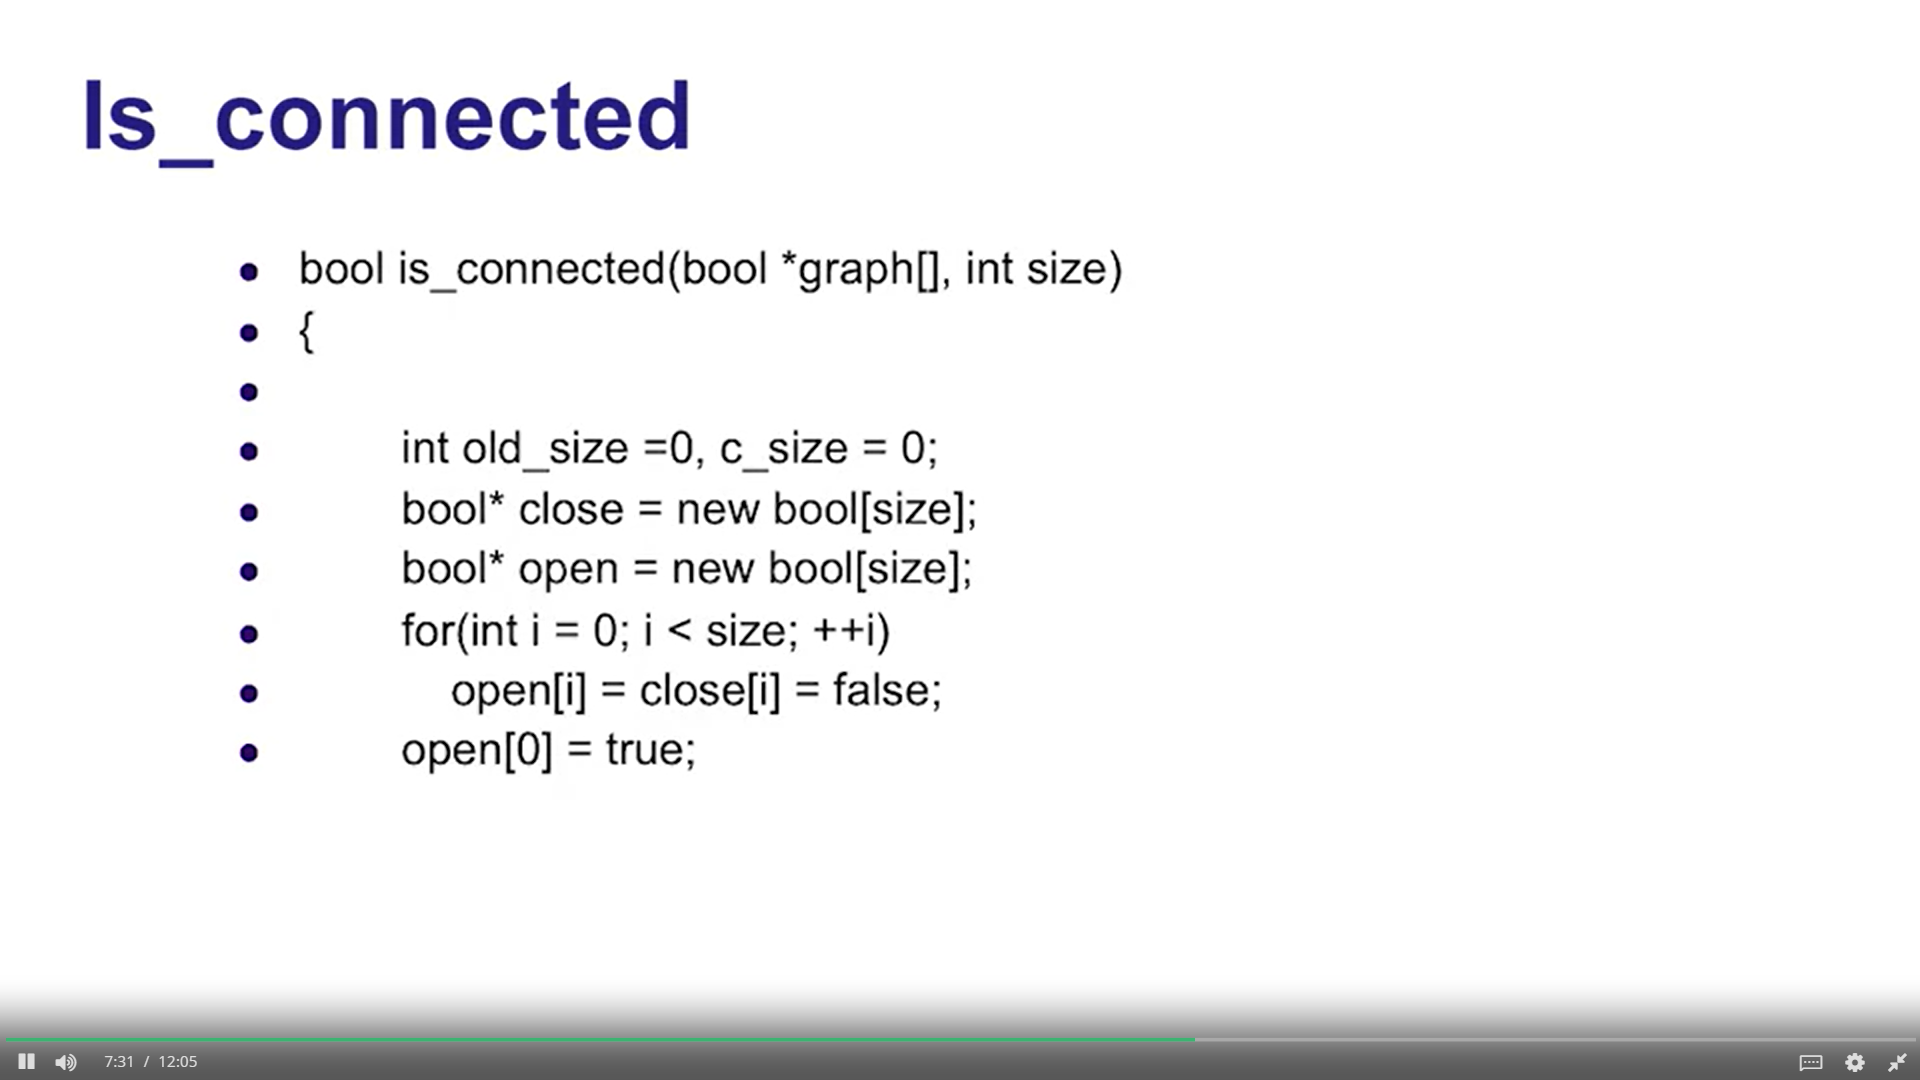 Is_connected
bool is_connected(bool *graph[], int size)
{
int old_size =0, c_size = 0;
bool* close = new bool[size];
bool* open = new bool[size];
for(int i = 0; i < size; ++i)
open[i] = close[i] = false;
open[0] = true;
7:31 / 12:05